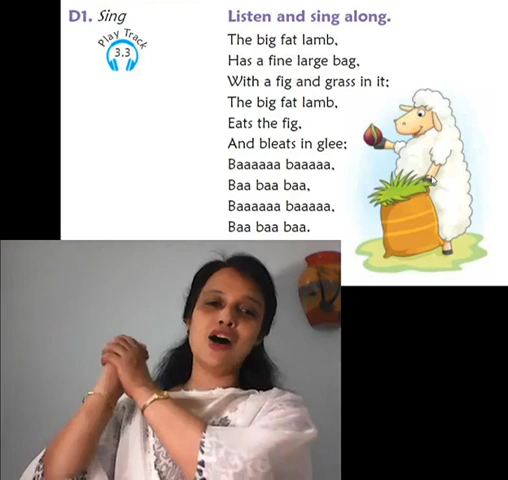 D1. Sing
Play Track
3.3
Listen and sing along.
The big fat lamb,
Has a fine large bag,
With a fig and grass in it;
The big fat lamb,
Eats the fig,
And bleats in glee;
Baaaaaa baaaaa,
Baa baa baa,
Baaaaaa baaaaa,
Baa baa baa.